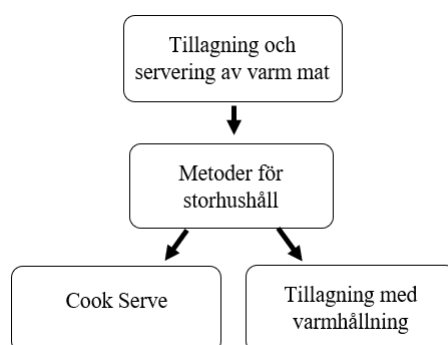 Tillagning och
servering av varm mat
Metoder för
storhushåll
Cook Serve
Tillagning med
varmhållning